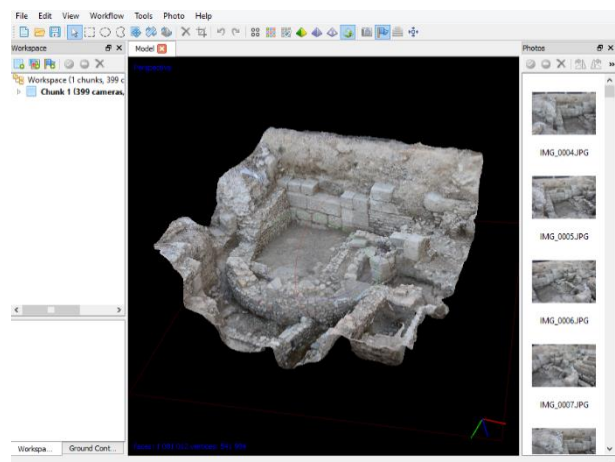 File Edit View Workflow Tools Photo Help
Workspace
Model
Photos
Workspace (1 chunks, 399 c
Chunk 1 (399 cameras,
Perspective
IMG_0004.JPG
IMG_0005.JPG
IMG_0006.JPG
IMG_0007.JPG
Workspa... Ground Cont...